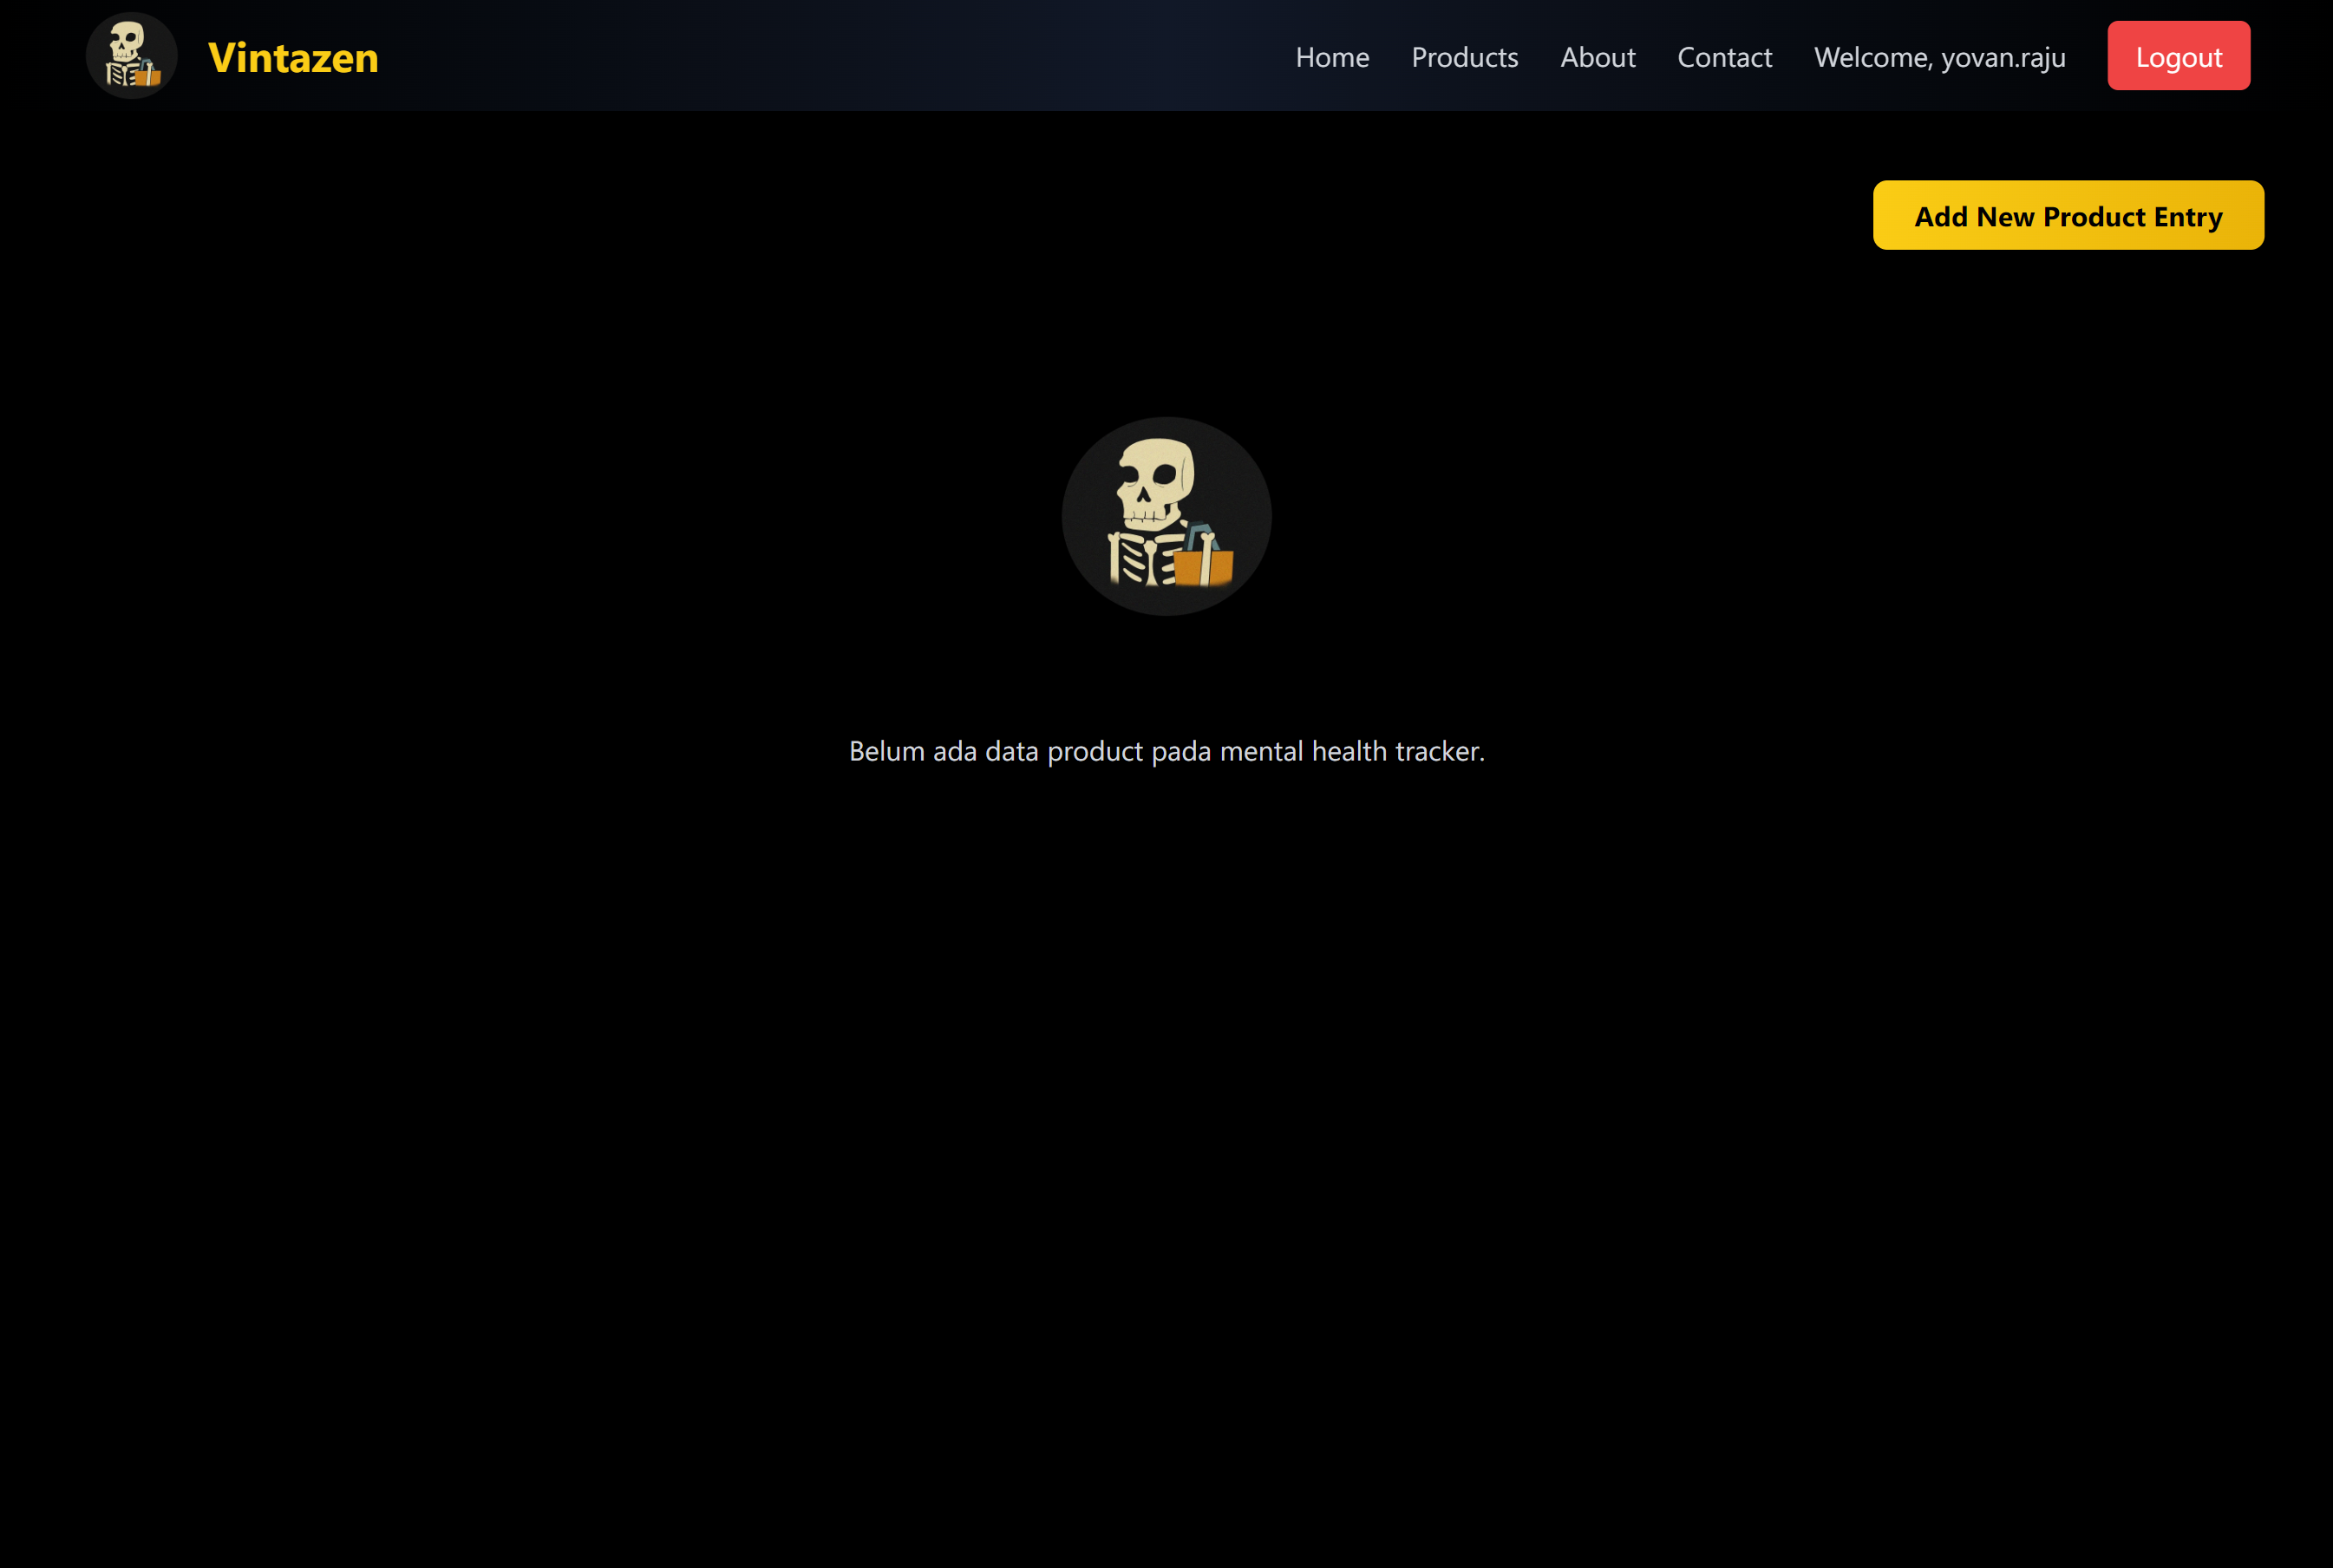 Vintazen
Home Products About Contact Welcome, yovan.raju Logout
Add New Product Entry
Belum ada data product pada mental health tracker.